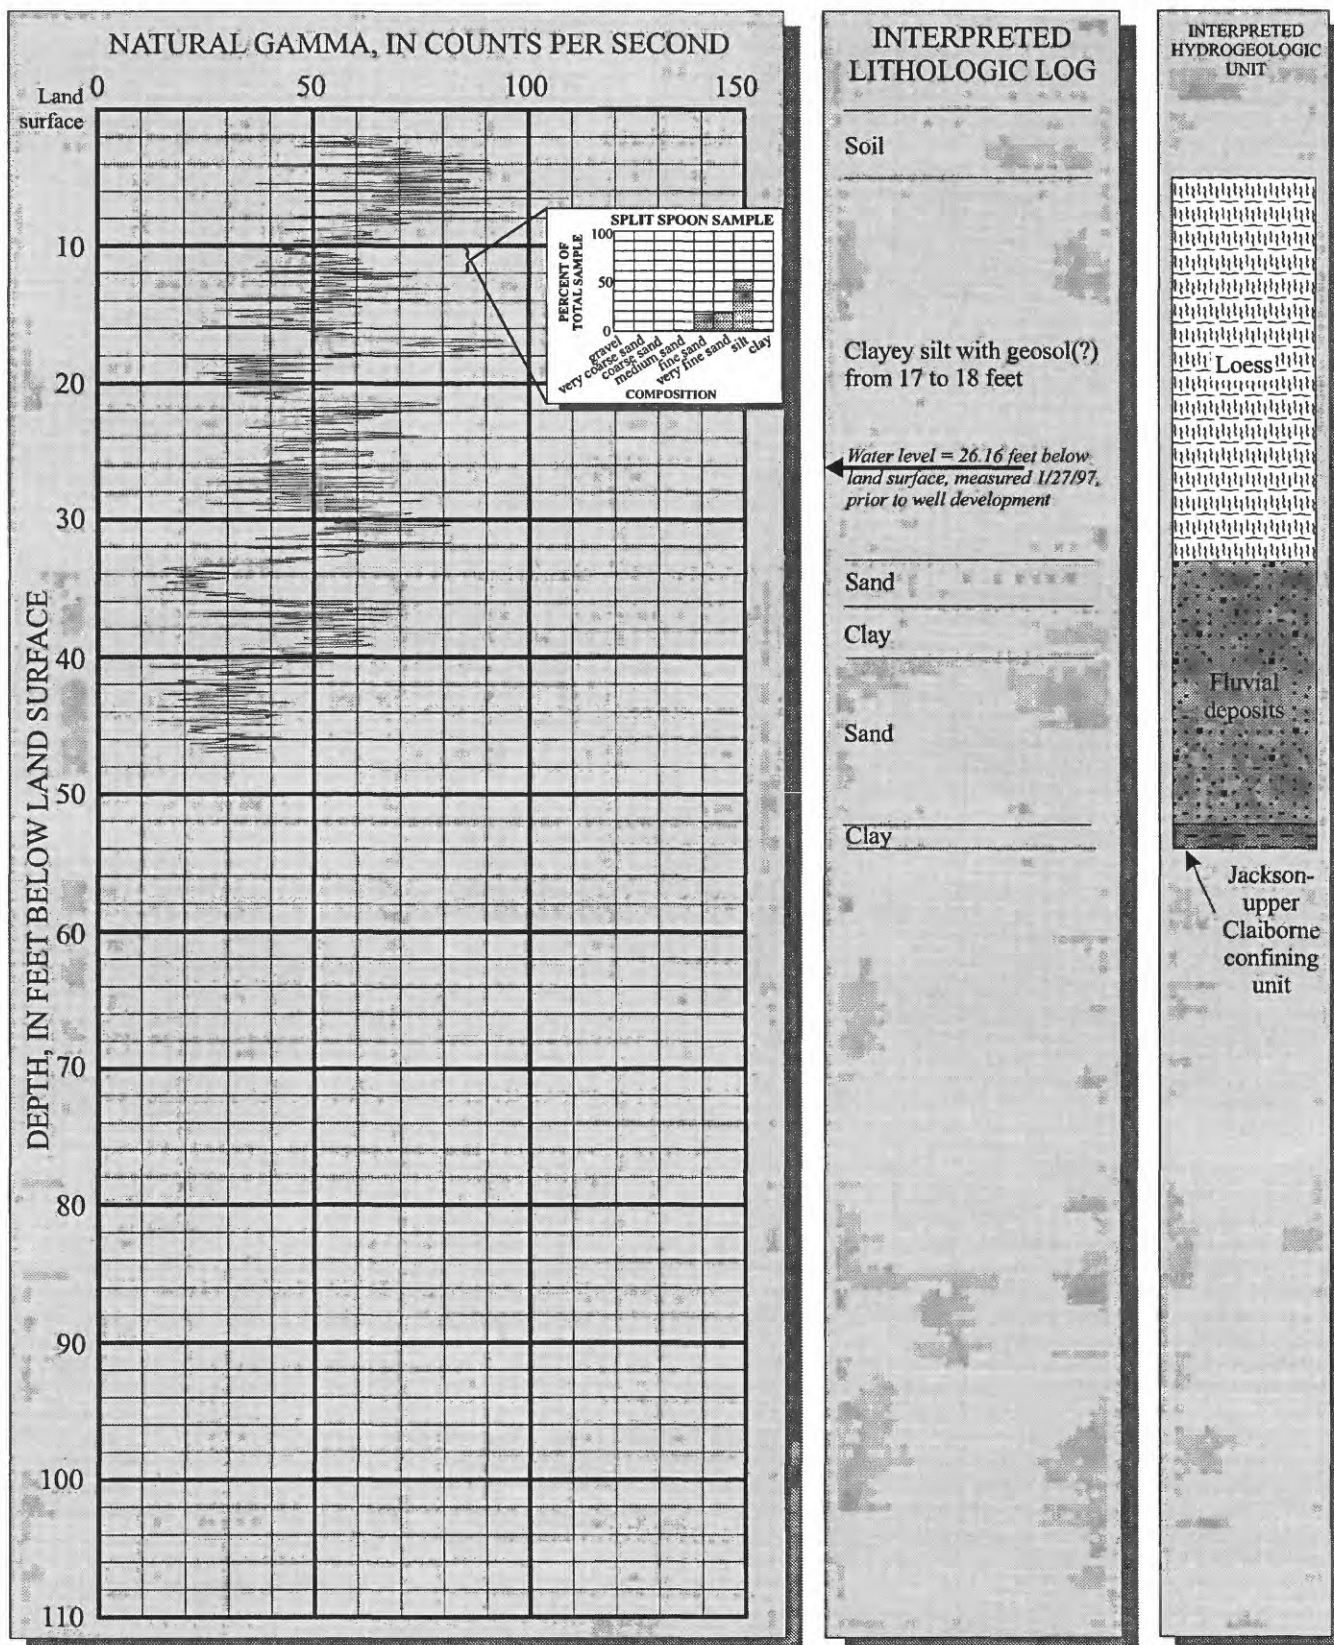 NATURAL GAMMA, IN COUNTS PER SECOND
0 50 100 150
Land
surface
10
20
30
40
50
60
70
80
90
100
110
DEPTH, IN FEET BELOW LAND SURFACE
SPLIT SPOON SAMPLE
PERCENT OF
TOTAL SAMPLE
100
50
0
gravel
very coarse sand
coarse sand
medium sand
fine sand
very fine sand
silt
clay
COMPOSITION
INTERPRETED
LITHOLOGIC LOG
Soil
Clayey silt with geosol(?)
from 17 to 18 feet
Water level = 26.16 feet below
land surface, measured 1/27/97,
prior to well development
Sand
Clay
Sand
Clay
INTERPRETED
HYDROGEOLOGIC
UNIT
Loess
Fluvial
deposits
Jackson-
upper
Claiborne
confining
unit